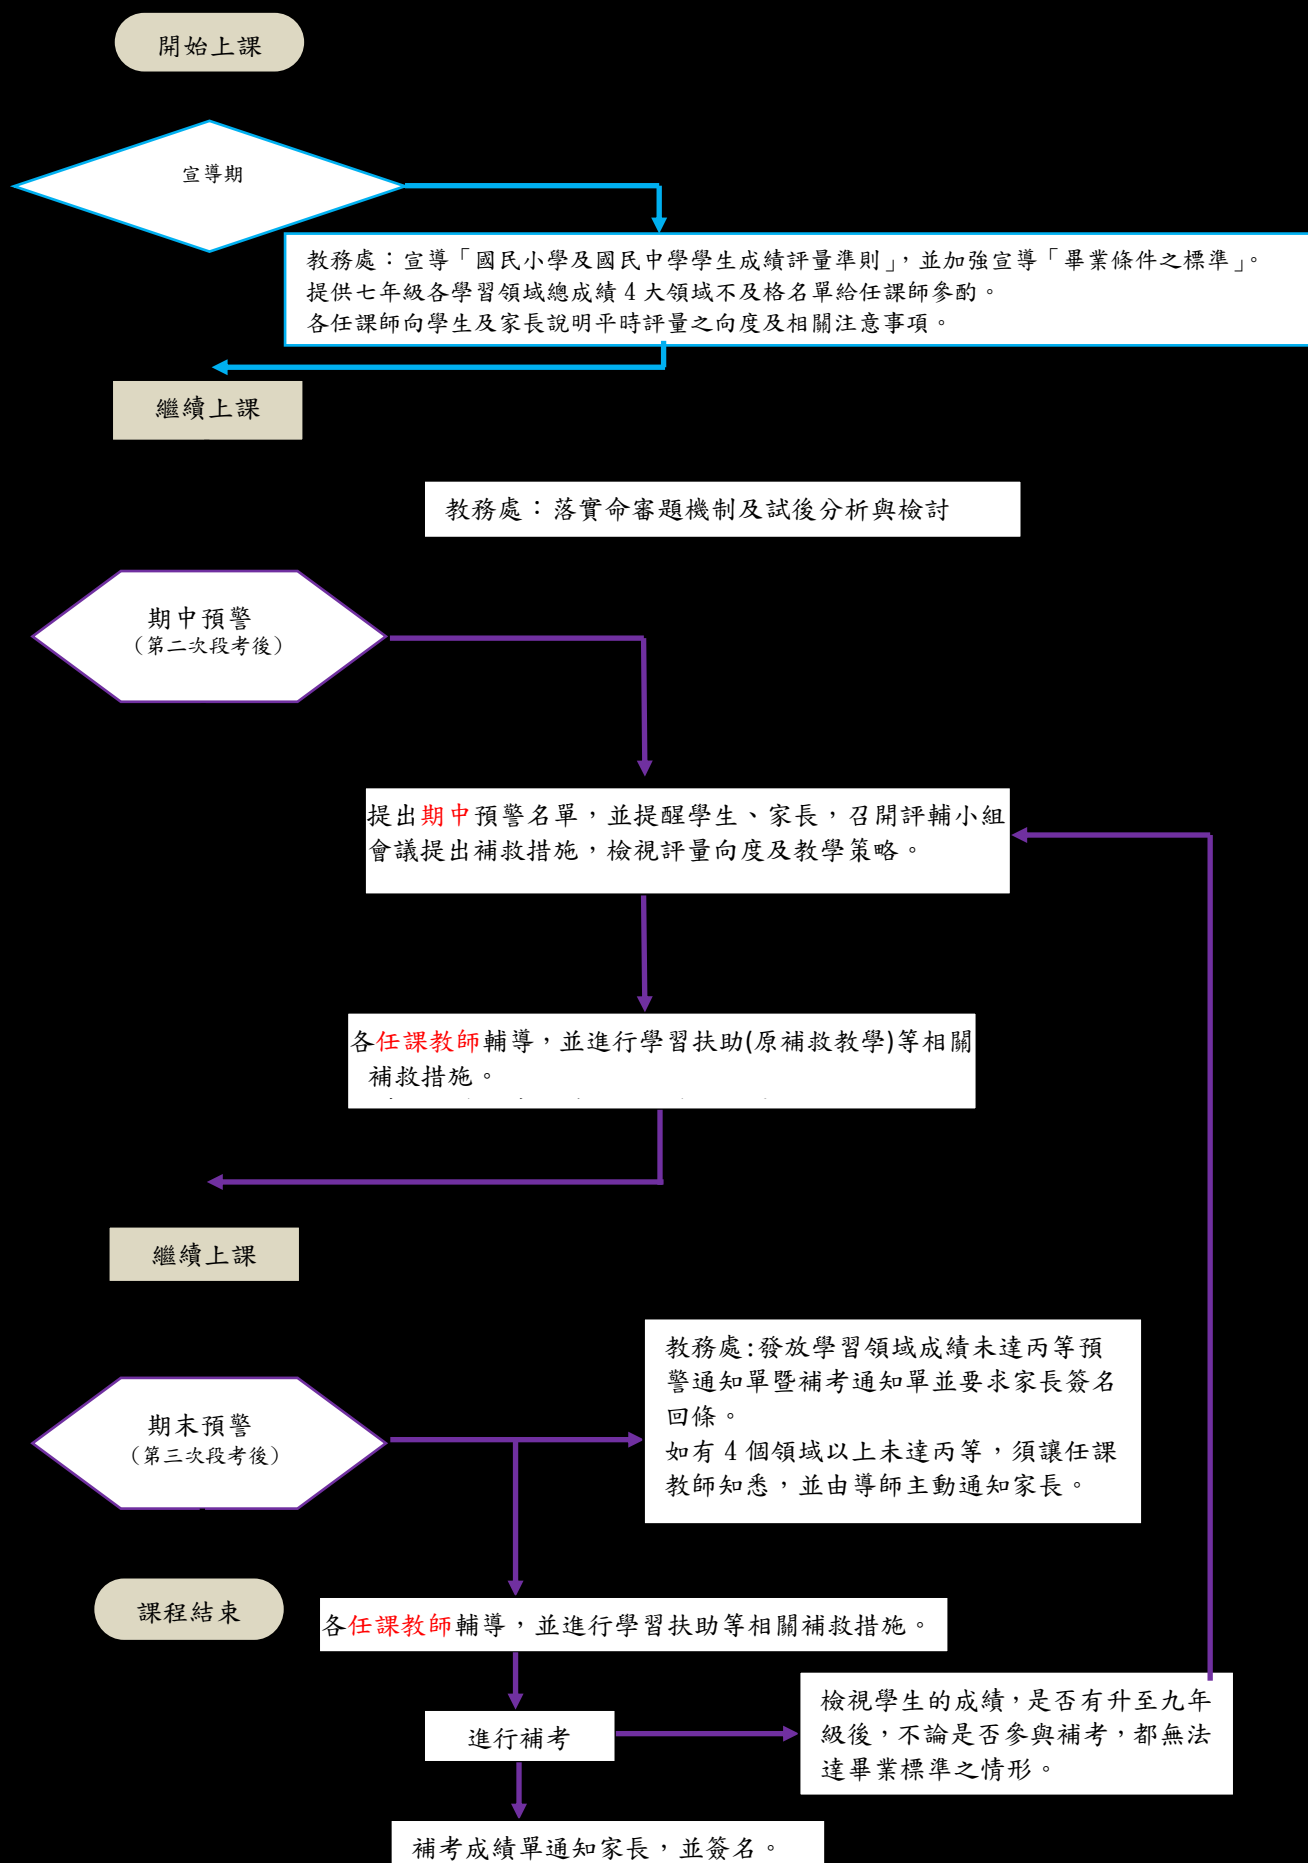 開始上課
宣導期
教務處：宣導「國民小學及國民中學學生成績評量準則」，並加強宣導「畢業條件之標準」。
提供七年級各學習領域總成績4大領域不及格名單給任課師參酌。
各任課師向學生及家長說明平時評量之向度及相關注意事項。
繼續上課
教務處：落實命審題機制及試後分析與檢討
期中預警
（第二次段考後）
提出期中預警名單，並提醒學生、家長，召開評輔小組
會議提出補救措施，檢視評量向度及教學策略。
各任課教師輔導，並進行學習扶助(原補救教學)等相關
補救措施。
繼續上課
教務處:發放學習領域成績未達丙等預
警通知單暨補考通知單並要求家長簽名
回條。
如有4個領域以上未達丙等，須讓任課
教師知悉，並由導師主動通知家長。
期末預警
（第三次段考後）
課程結束
各任課教師輔導，並進行學習扶助等相關補救措施。
進行補考
檢視學生的成績，是否有升至九年
級後，不論是否參與補考，都無法
達畢業標準之情形。
補考成績單通知家長，並簽名。